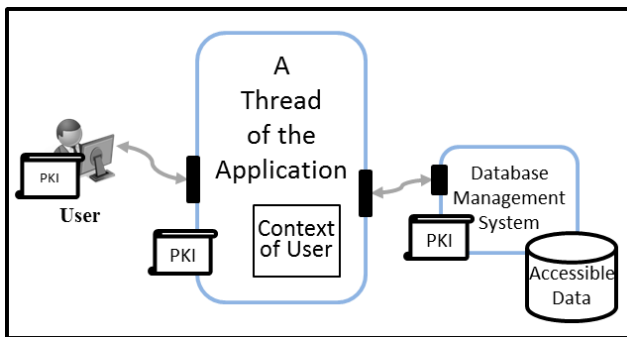 PKI
User
A
Thread
of the
Application
Context
of User
PKI
Database
Management
System
PKI
Accessible
Data